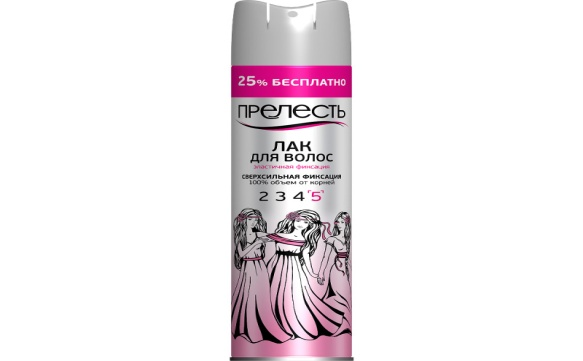 25% БЕСПЛАТНО
ПРЕЛЕСТЬ
ЛАК
ДЛЯ ВОЛОС
эластичная фиксация
СВЕРХСИЛЬНАЯ ФИКСАЦИЯ
100% объем от корней
2 3 4 5